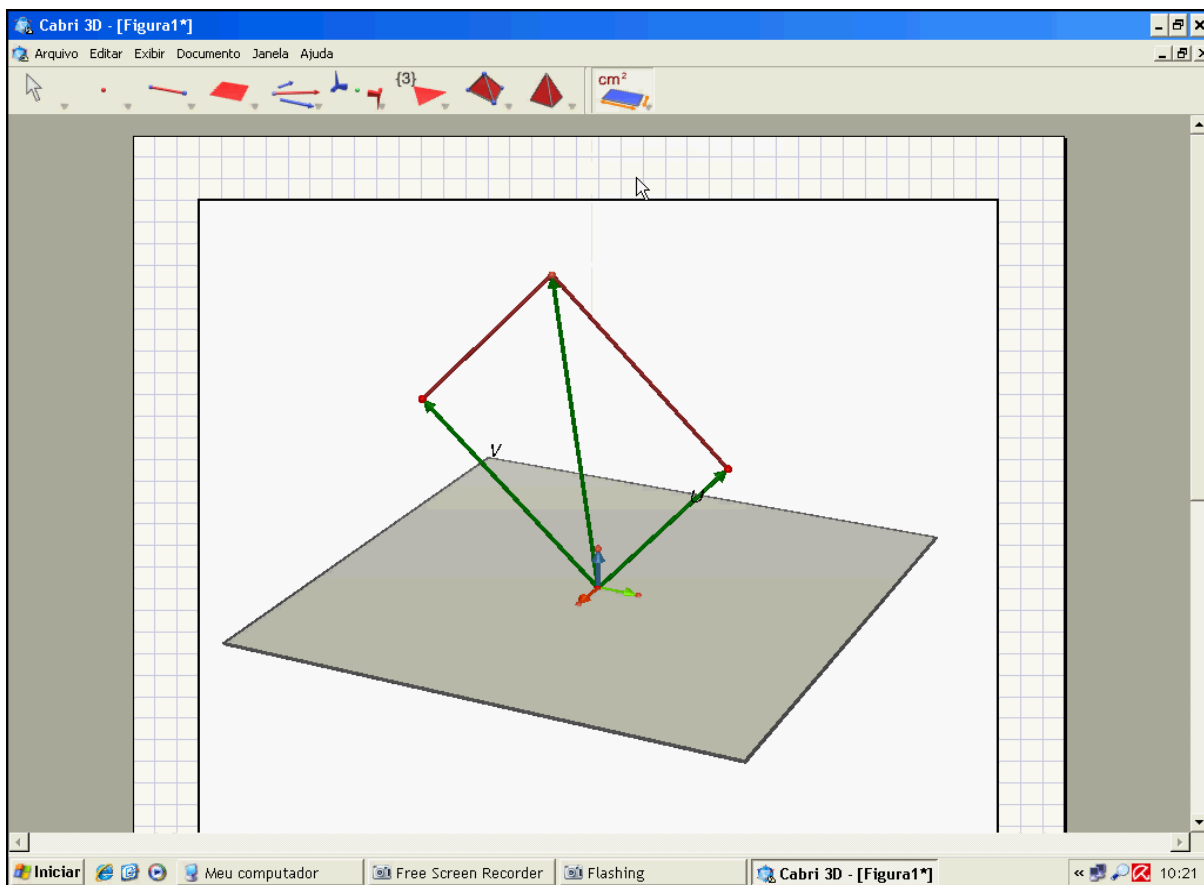 Cabri 3D - [Figura1*]
Arquivo Editar Exibir Documento Janela Ajuda
{3}
cm²
V
U
Iniciar Meu computador Free Screen Recorder Flashing Cabri 3D - [Figura1*] « 10:21